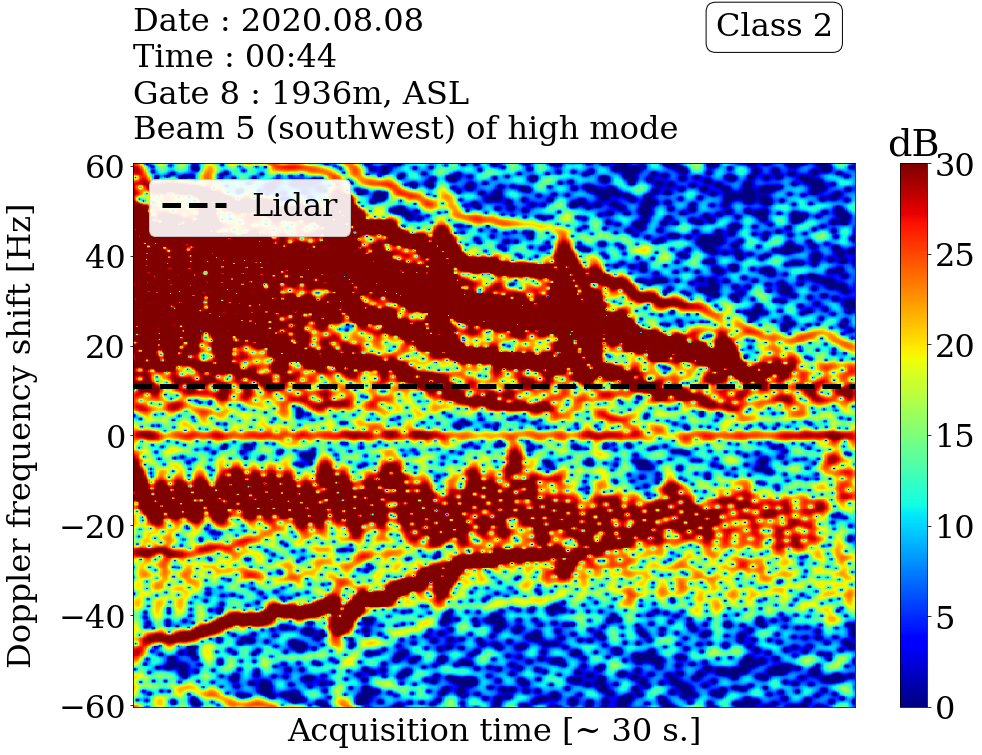 Date : 2020.08.08
Time : 00:44
Gate 8 : 1936m, ASL
Beam 5 (southwest) of high mode
Class 2
dB
60
40
20
0
−20
−40
−60
Doppler frequency shift [Hz]
Lidar
Acquisition time [~ 30 s.]
30
25
20
15
10
5
0